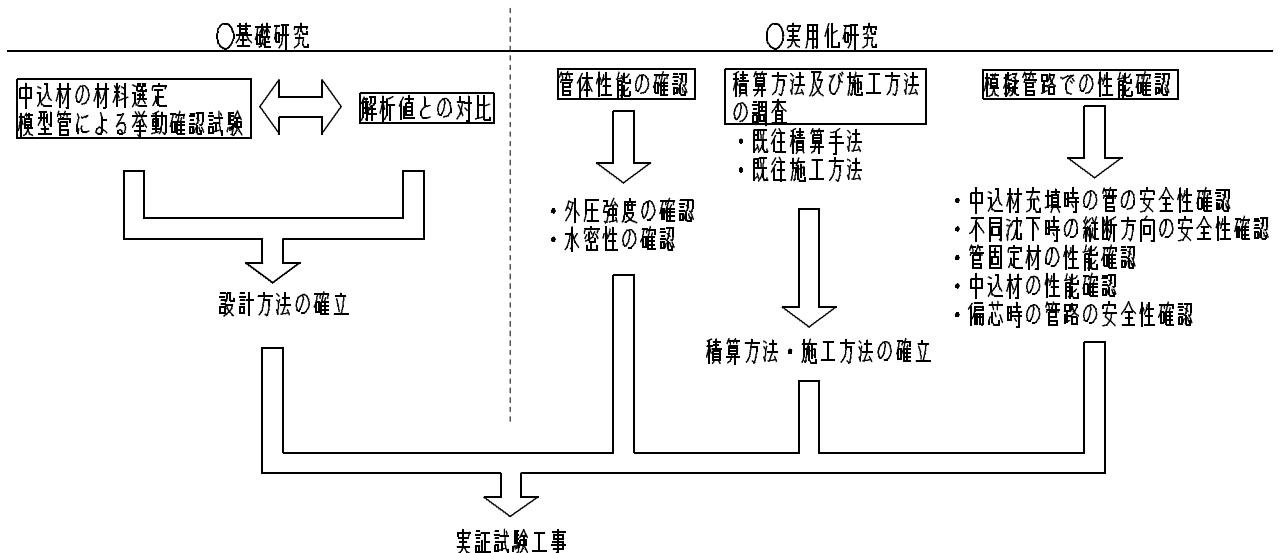 ○基礎研究
中込材の材料選定
模型管による挙動確認試験
解析値との対比
設計方法の確立
○実用化研究
管体性能の確認
・外圧強度の確認
・水密性の確認
積算方法及び施工方法
の調査
・既往積算手法
・既往施工方法
積算方法・施工方法の確立
模擬管路での性能確認
・中込材充填時の管の安全性確認
・不同沈下時の縦断方向の安全性確認
・管固定材の性能確認
・中込材の性能確認
・偏芯時の管路の安全性確認
実証試験工事